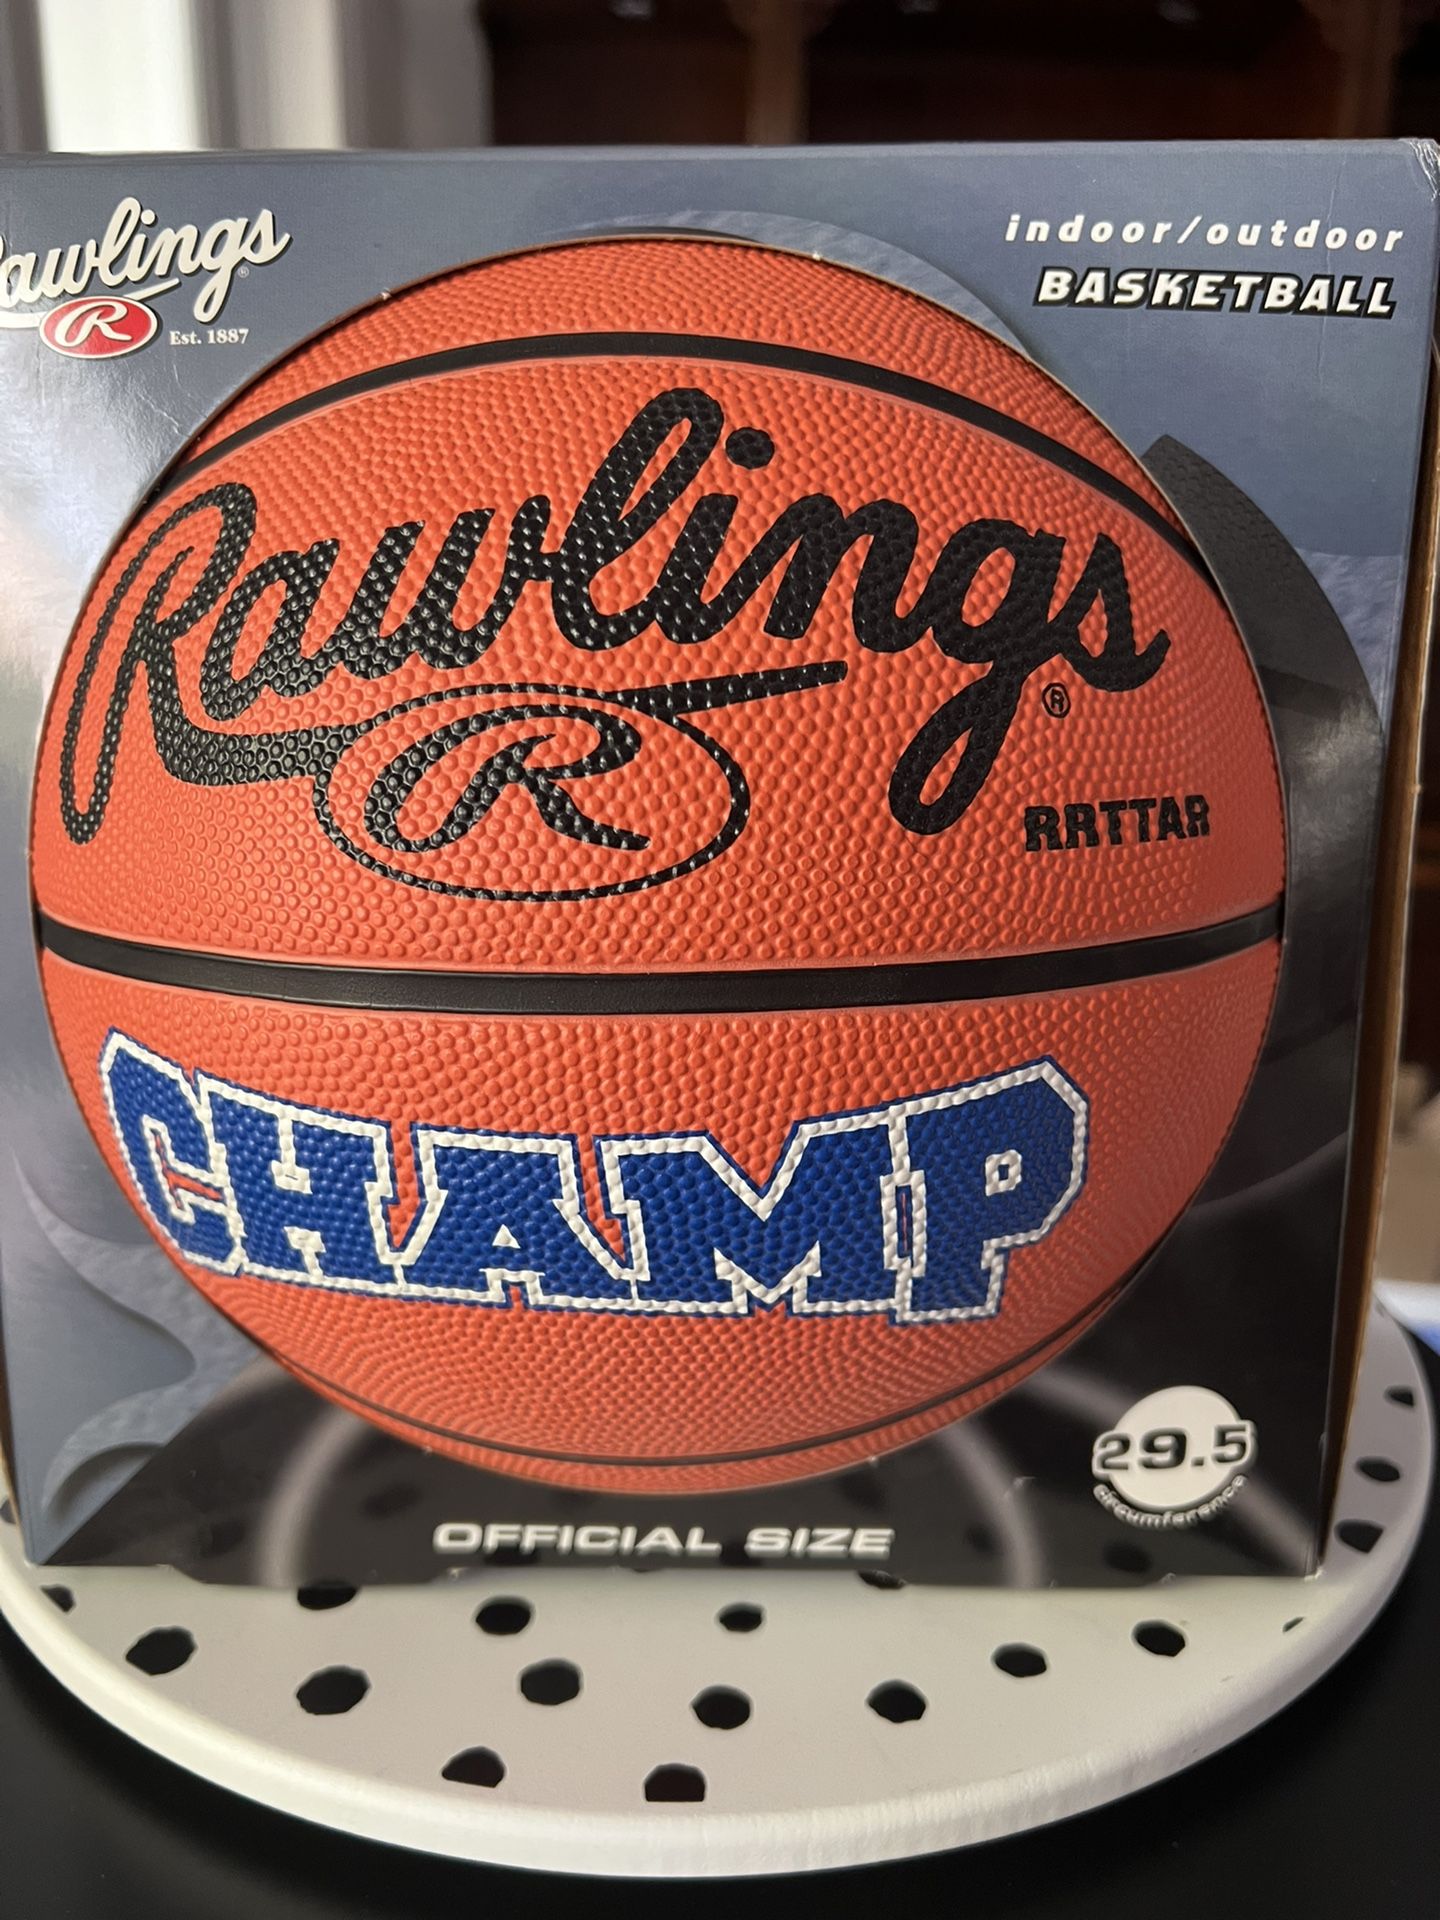 Rawlings
R
Est. 1887
indoor/outdoor
BASKETBALL
Rawlings
®
R
RRTTAR
CHAMP
29.5
circumference
OFFICIAL SIZE